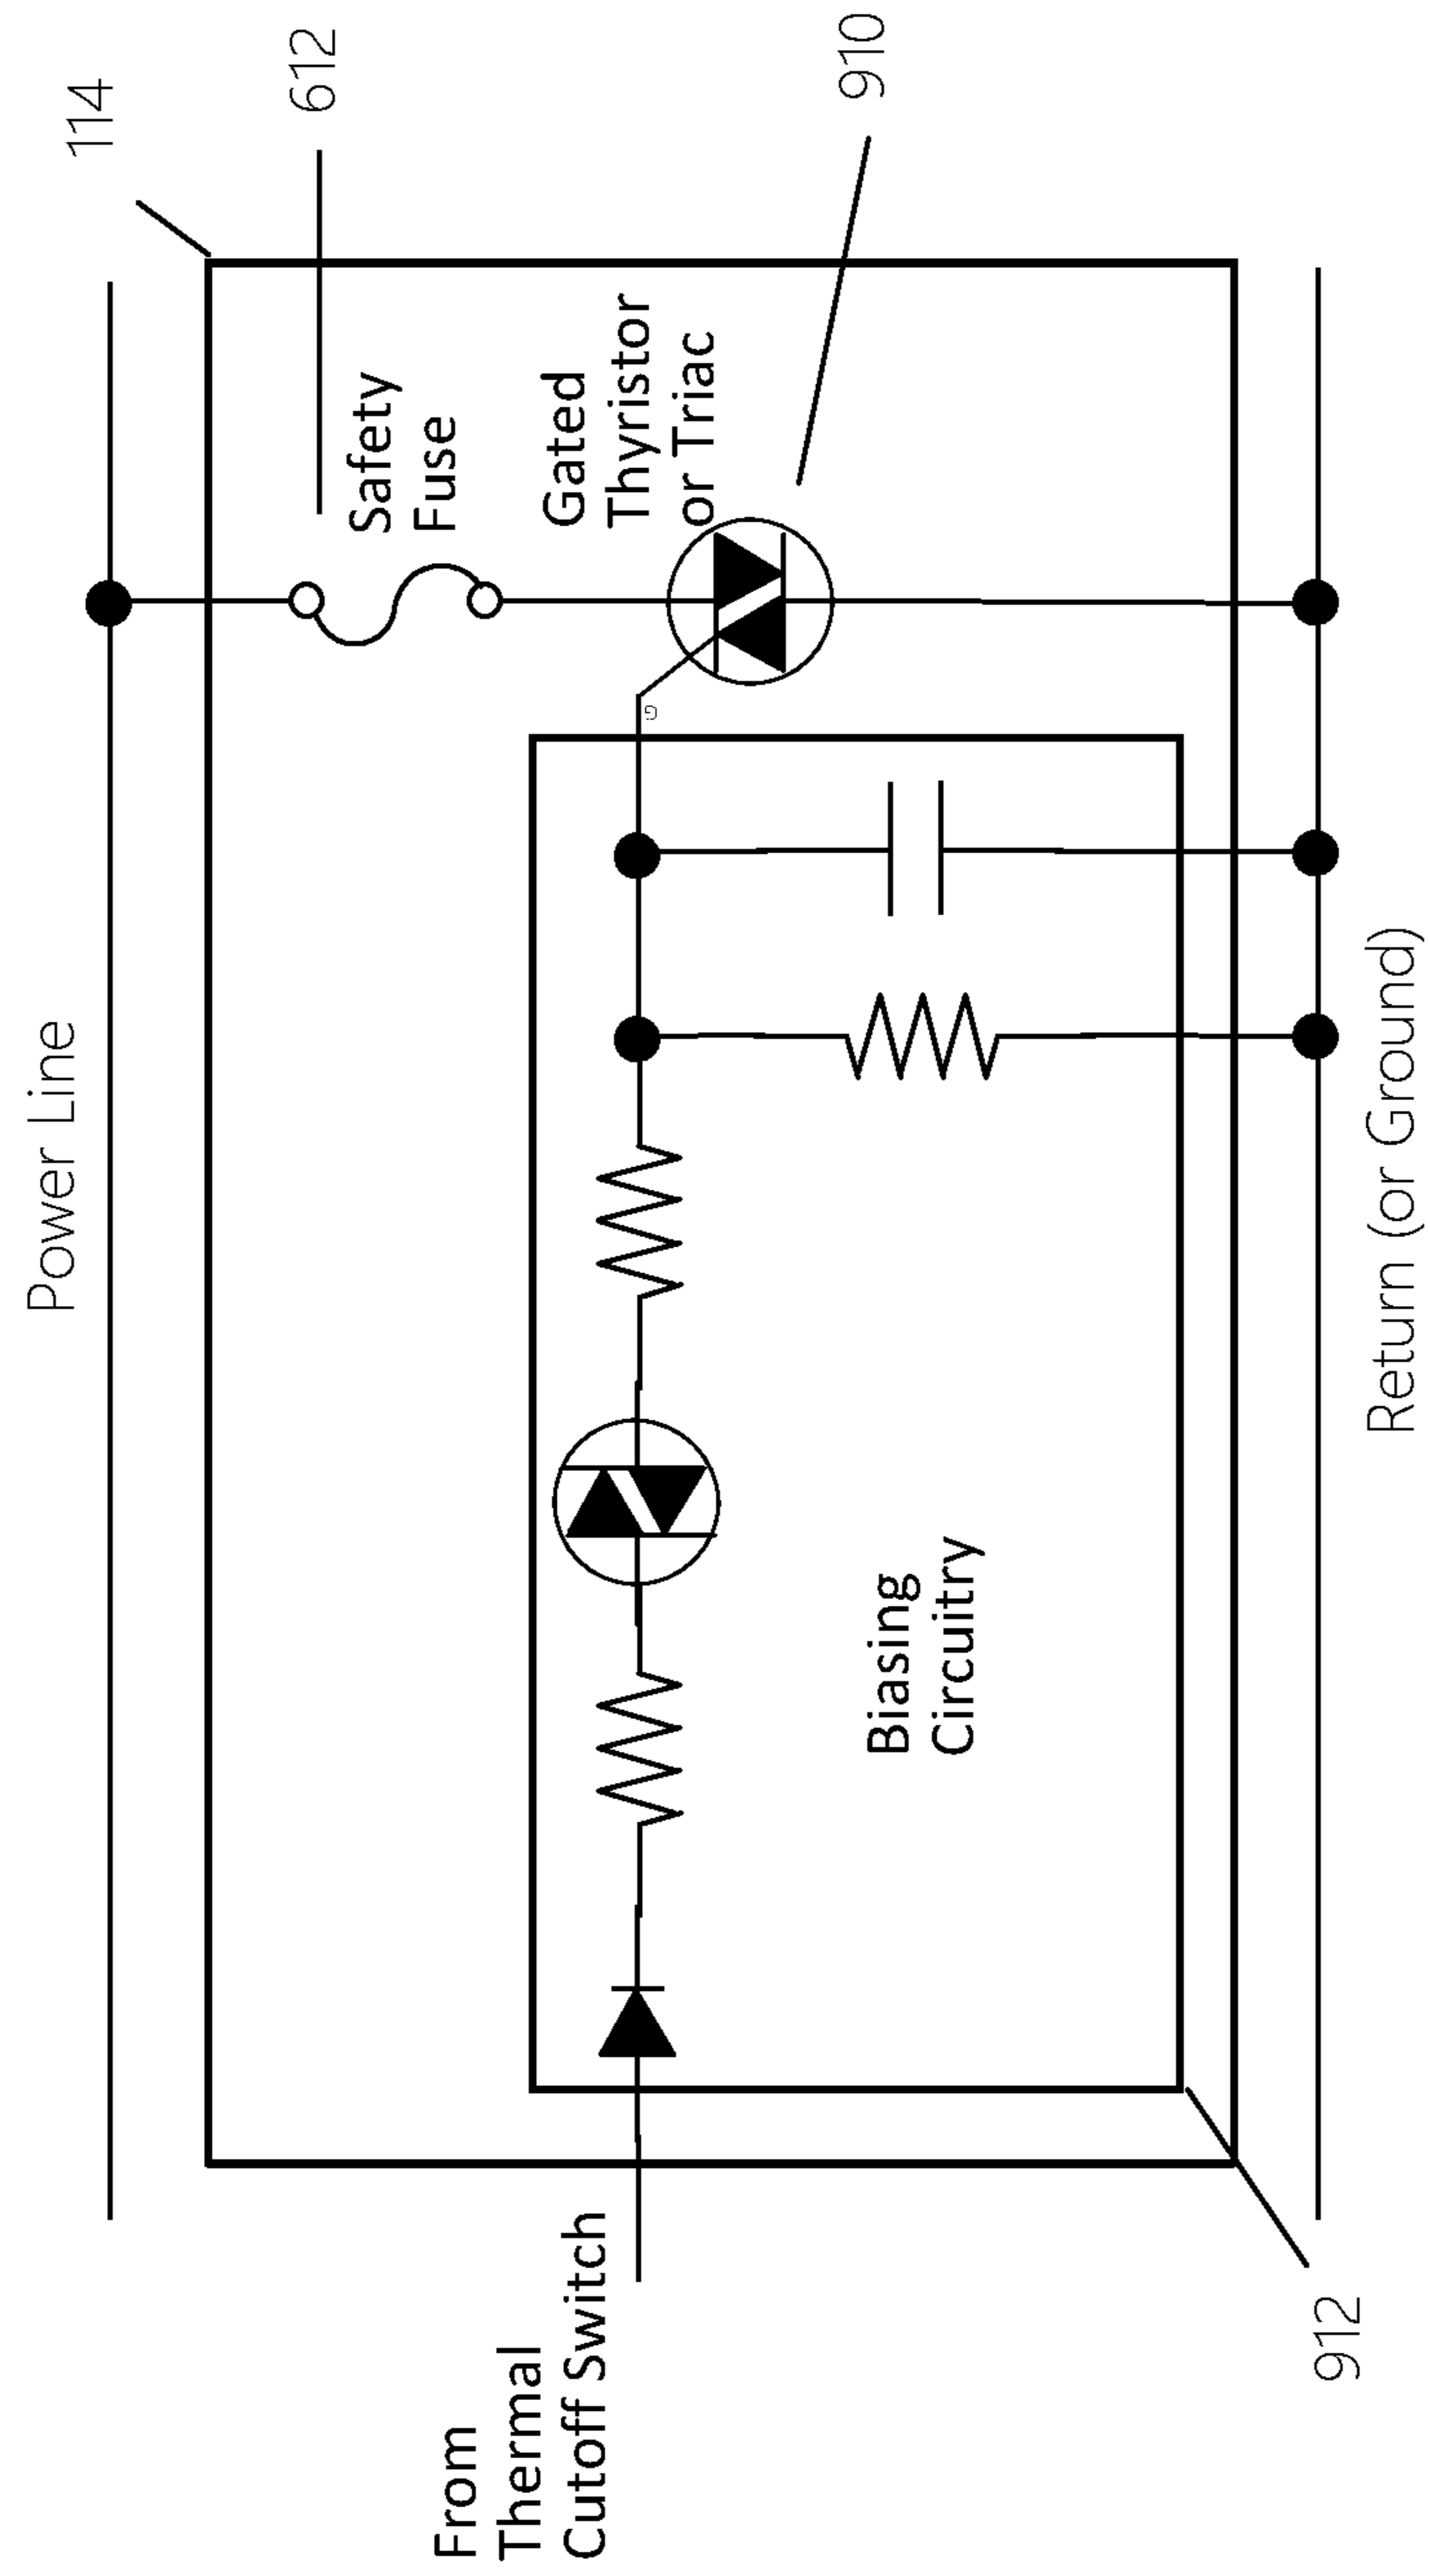 Power Line
114
612
Safety
Fuse
Gated
Thyristor
or Triac
910
G
From
Thermal
Cutoff Switch
Biasing
Circuitry
912
Return (or Ground)